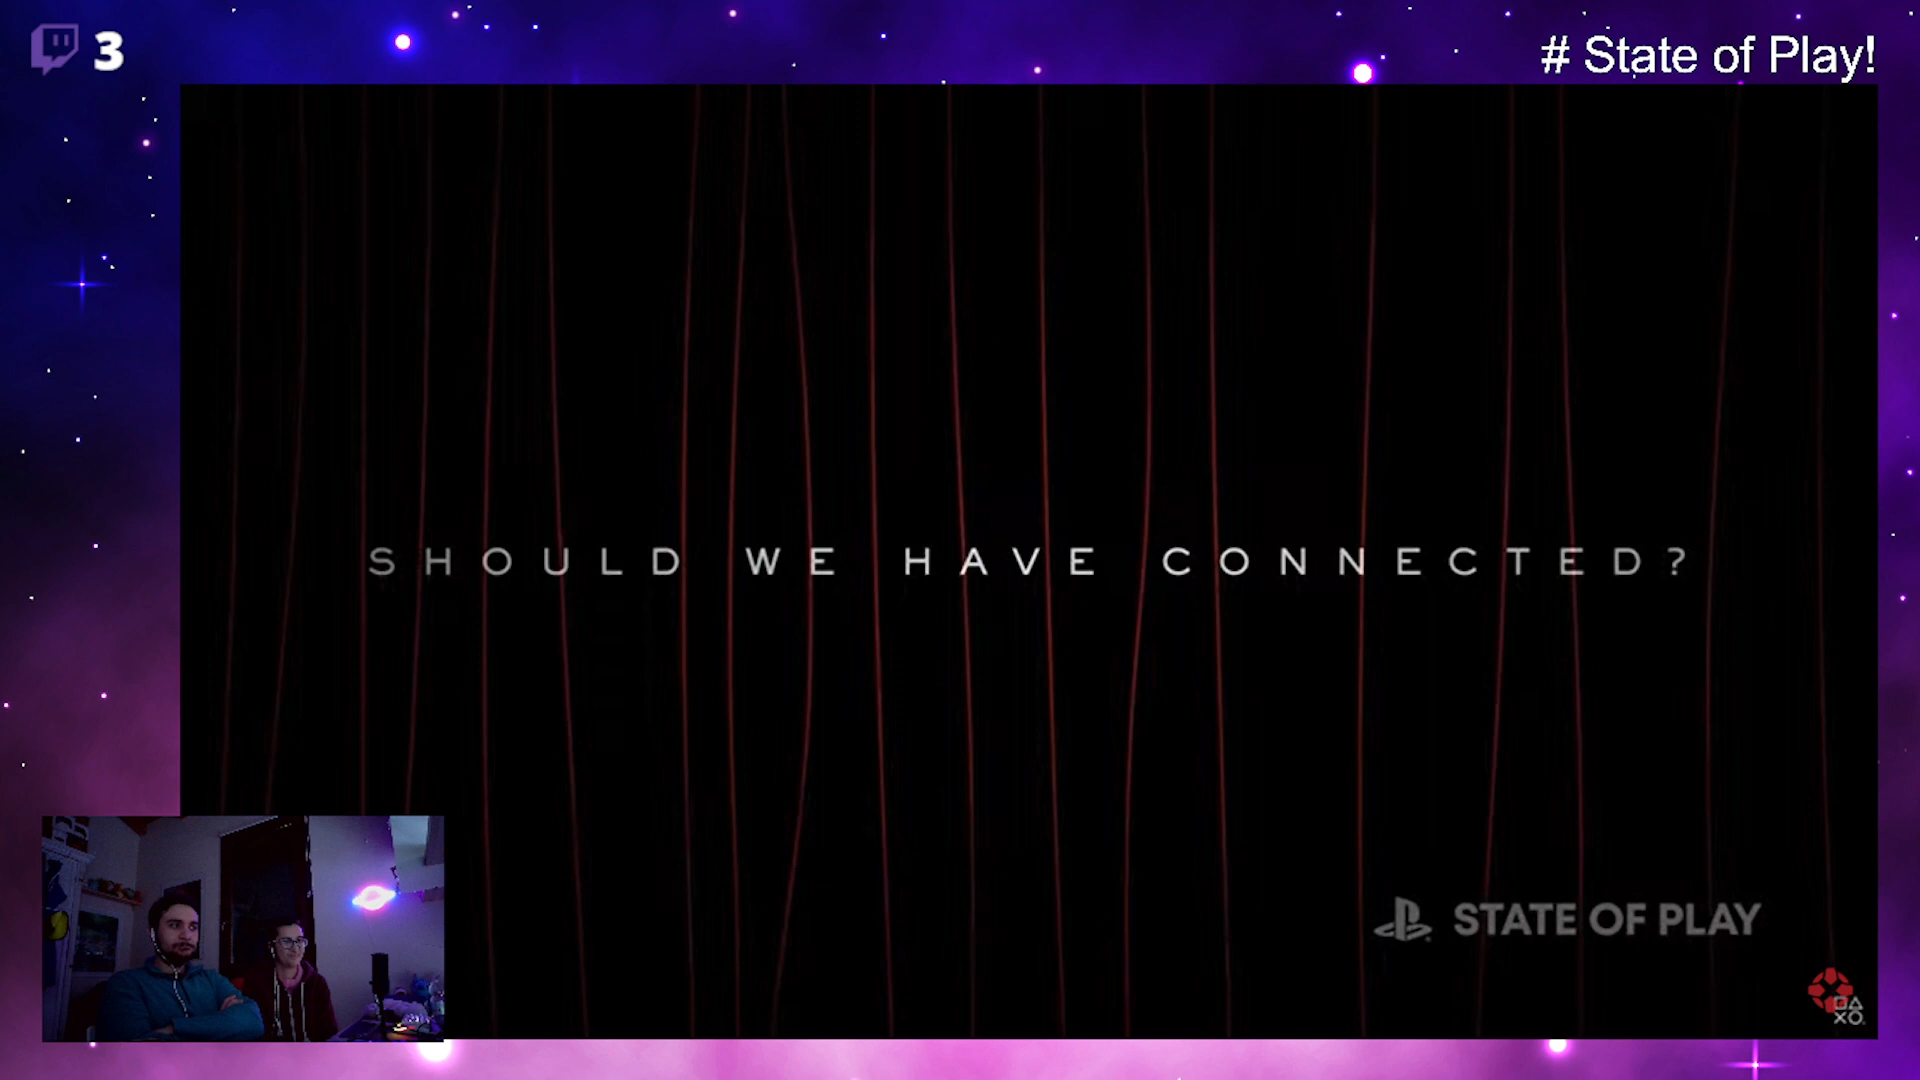 3
# State of Play!
SHOULD WE HAVE CONNECTED?
STATE OF PLAY